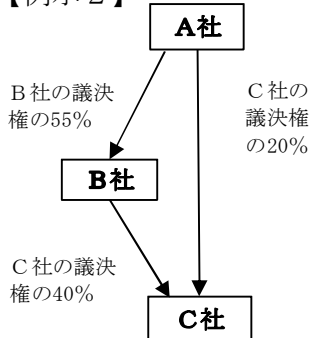 【例示２】
Ａ社
Ｂ社の議決
権の55%
Ｃ社の
議決権
の20%
Ｂ社
Ｃ社の議決
権の40%
Ｃ社